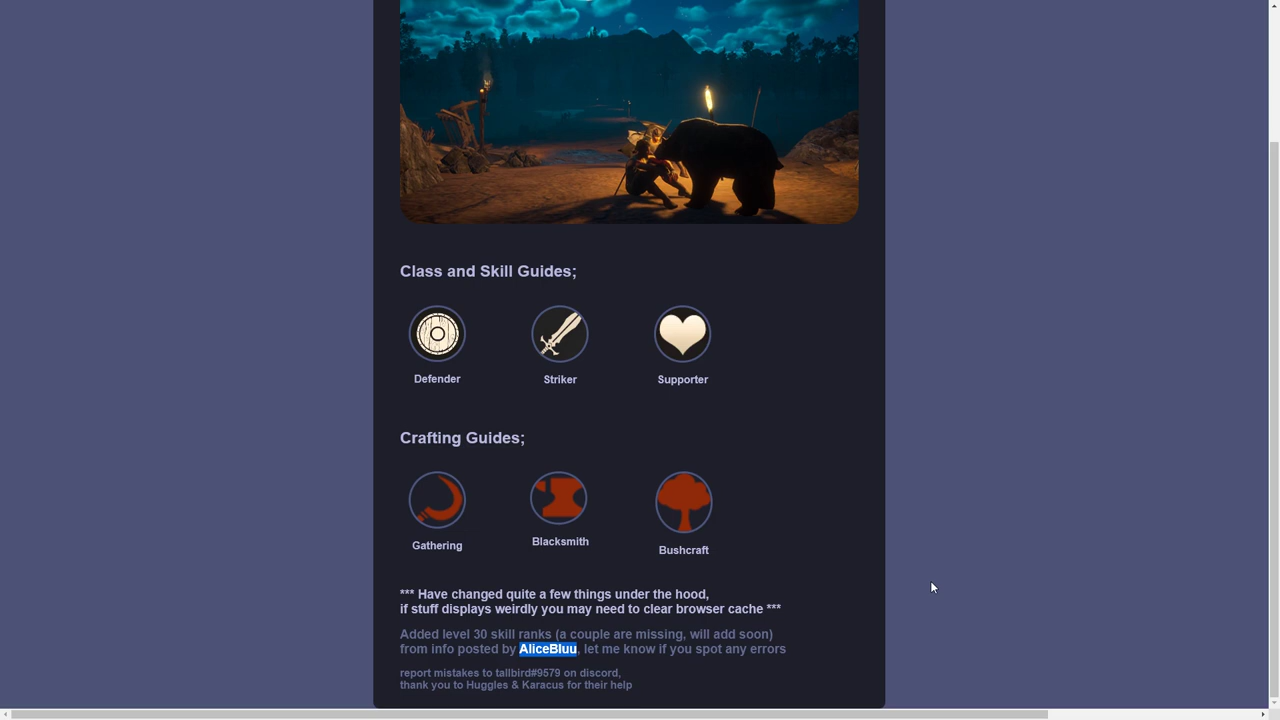 Class and Skill Guides;
Defender
Striker
Supporter
Crafting Guides;
Gathering
Blacksmith
Bushcraft
*** Have changed quite a few things under the hood,
if stuff displays weirdly you may need to clear browser cache ***
Added level 30 skill ranks (a couple are missing, will add soon)
from info posted by AliceBluu, let me know if you spot any errors
report mistakes to tallbird#9579 on discord,
thank you to Huggles & Karacus for their help